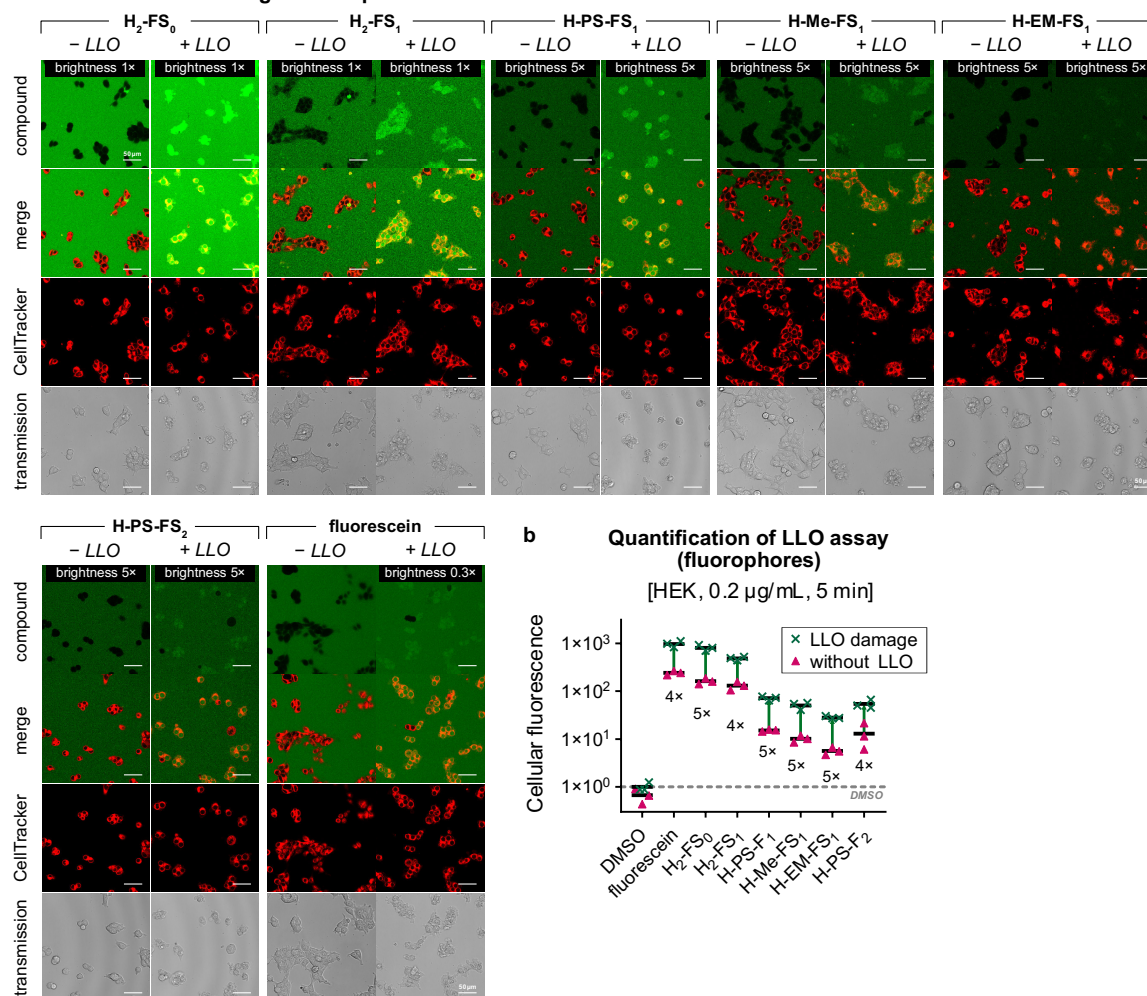 H₂-FS₀ H₂-FS₁ H-PS-FS₁ H-Me-FS₁ H-EM-FS₁
– LLO + LLO – LLO + LLO – LLO + LLO – LLO + LLO – LLO + LLO
brightness 1× brightness 1× brightness 1× brightness 1× brightness 5× brightness 5× brightness 5× brightness 5× brightness 5× brightness 5×
compound
50 µm
merge
CellTracker
transmission
50 µ
H-PS-FS₂ fluorescein
– LLO + LLO – LLO + LLO
brightness 5× brightness 5× brightness 0.3×
compound
merge
CellTracker
transmission
50 µm
b
Quantification of LLO assay
(fluorophores)
[HEK, 0.2 µg/mL, 5 min]
Cellular fluorescence
1×10³
1×10²
1×10¹
1×10⁰
LLO damage
without LLO
4×
5×
4×
5×
5×
5×
4×
DMSO
DMSO
fluorescein
H₂-FS₀
H₂-FS₁
H-PS-F₁
H-Me-FS₁
H-EM-FS₁
H-PS-F₂